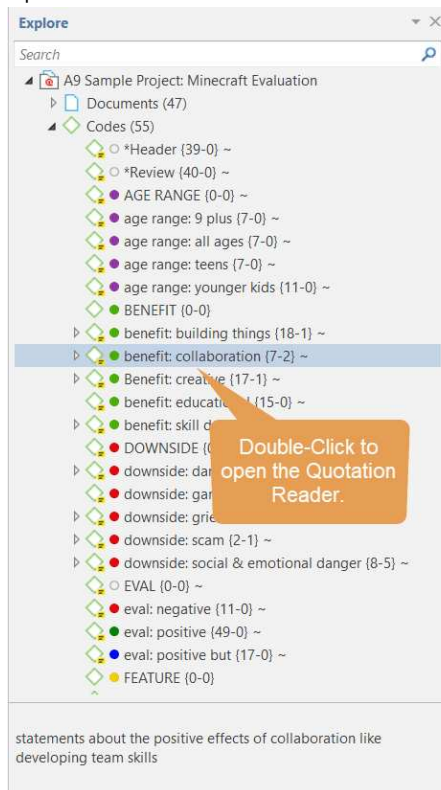 Explore
Search
A9 Sample Project: Minecraft Evaluation
Documents (47)
Codes (55)
*Header {39-0} ~
*Review {40-0} ~
AGE RANGE {0-0} ~
age range: 9 plus {7-0} ~
age range: all ages {7-0} ~
age range: teens {7-0} ~
age range: younger kids {11-0} ~
BENEFIT {0-0}
benefit: building things {18-1} ~
benefit: collaboration {7-2} ~
Benefit: creative {17-1} ~
benefit: {15-0} ~
benefit: skill
DOWNSIDE
downside:
downside:
downside:
downside: scam {2-1} ~
downside: social & emotional danger {8-5} ~
EVAL {0-0} ~
eval: negative {11-0} ~
eval: positive {49-0} ~
eval: positive but {17-0} ~
FEATURE {0-0}
Double-Click to
open the Quotation
Reader.
statements about the positive effects of collaboration like
developing team skills